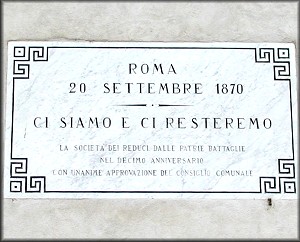 ROMA
20 SETTEMBRE 1870
CI SIAMO E CI RESTEREMO
LA SOCIETÀ DEI REDUCI DALLE PATRIE BATTAGLIE
NEL DECIMO ANNIVERSARIO
CON UNANIME APPROVAZIONE DEL CONSIGLIO COMUNALE